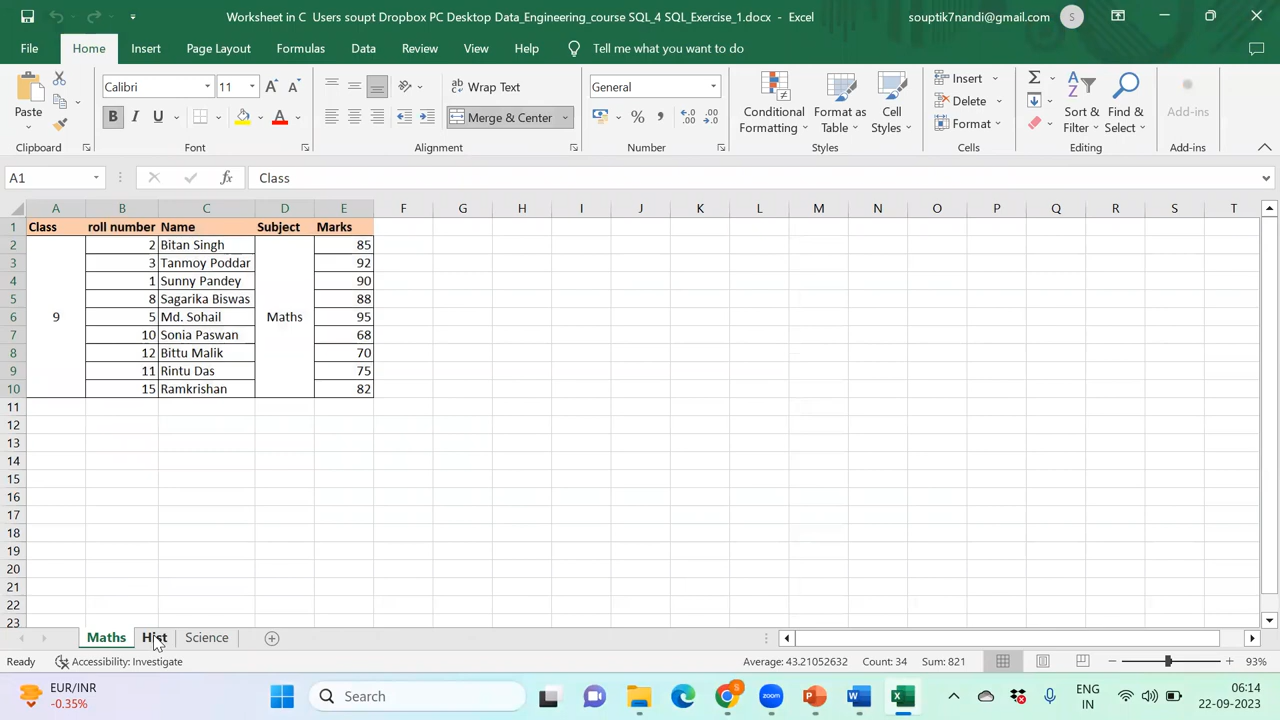 Worksheet in C Users soupt Dropbox PC Desktop Data_Engineering_course SQL_4 SQL_Exercise_1.docx - Excel
souptik7nandi@gmail.com S
File Home Insert Page Layout Formulas Data Review View Help Tell me what you want to do
Calibri 11 Wrap Text General Insert
Paste B I U A Merge & Center % Conditional Formatting Format as Table Cell Styles Delete Sort & Filter Find & Select Add-ins
Format
Clipboard Font Alignment Number Styles Cells Editing Add-ins
A1 fx Class
A B C D E F G H I J K L M N O P Q R S T
1 Class roll number Name Subject Marks
2 2 Bitan Singh 85
3 3 Tanmoy Poddar 92
4 1 Sunny Pandey 90
5 8 Sagarika Biswas 88
6 9 5 Md. Sohail Maths 95
7 10 Sonia Paswan 68
8 12 Bittu Malik 70
9 11 Rintu Das 75
10 15 Ramkrishan 82
11
12
13
14
15
16
17
18
19
20
21
22
23
Maths Hist Science
Ready Accessibility: Investigate Average: 43.21052632 Count: 34 Sum: 821 93%
EUR/INR
-0.35%
Search
6
ENG
IN
06:14
22-09-2023